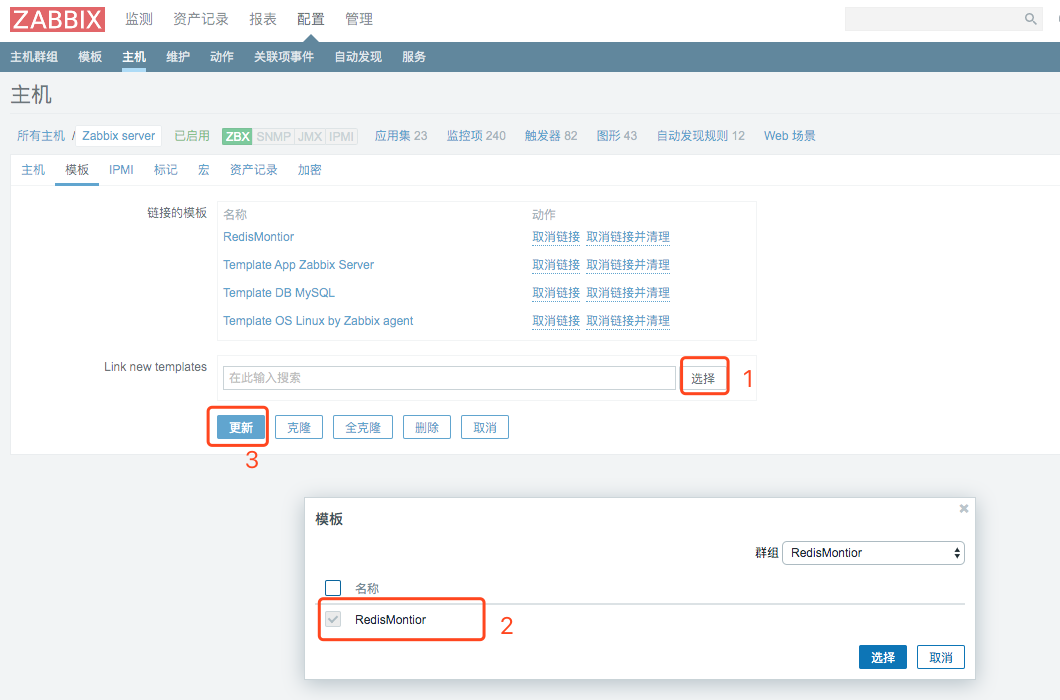 ZABBIX 监测 资产记录 报表 配置 管理
主机群组 模板 主机 维护 动作 关联项事件 自动发现 服务
主机
所有主机 / Zabbix server 已启用 ZBX SNMP JMX IPMI 应用集 23 监控项 240 触发器 82 图形 43 自动发现规则 12 Web 场景
主机 模板 IPMI 标记 宏 资产记录 加密
链接的模板 名称 动作
RedisMontior 取消链接 取消链接并清理
Template App Zabbix Server 取消链接 取消链接并清理
Template DB MySQL 取消链接 取消链接并清理
Template OS Linux by Zabbix agent 取消链接 取消链接并清理
Link new templates 在此输入搜索 选择 1
更新 克隆 全克隆 删除 取消
3
模板
群组 RedisMontior
名称
RedisMontior 2
选择 取消